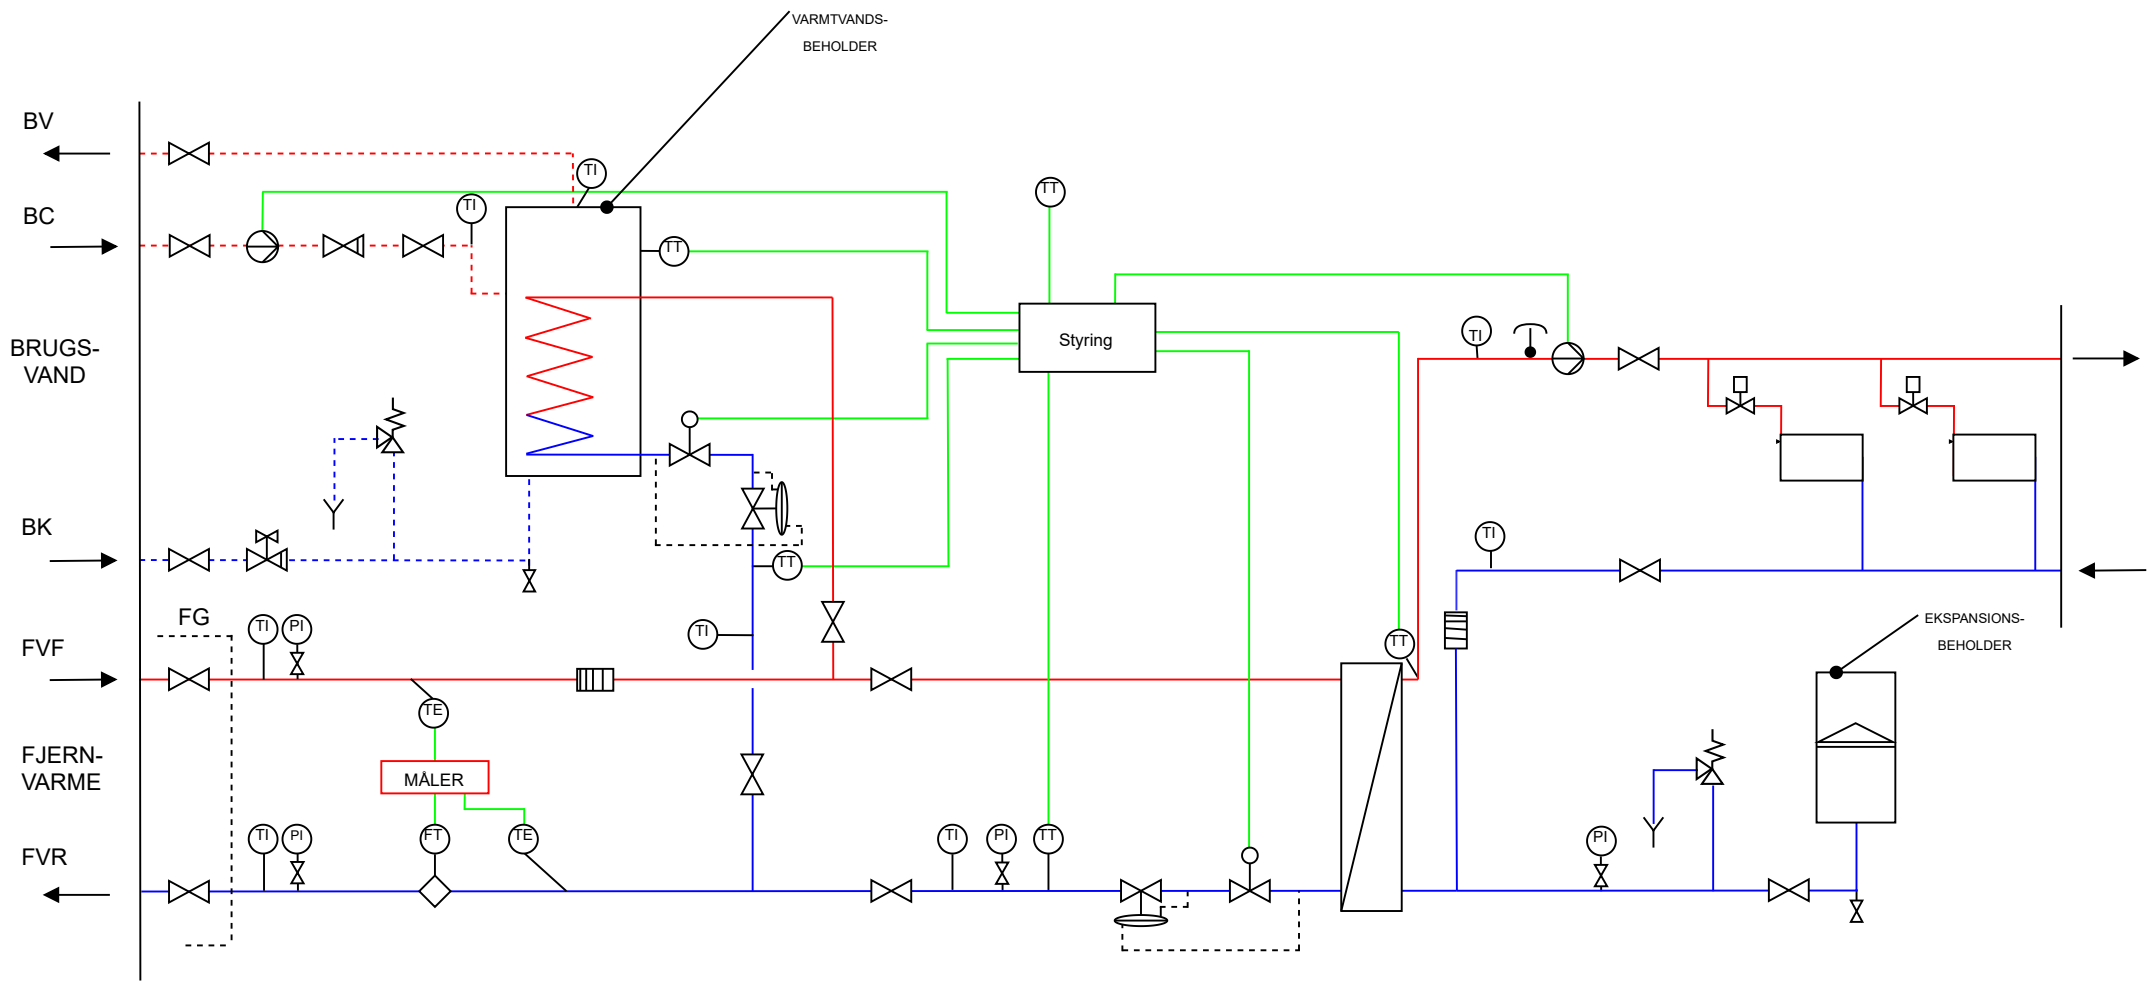 VARMTVANDS-
BEHOLDER
BV
TI
TT
TI
BC
TT
Styring
TI
BRUGS-
VAND
BK
TI
TT
FG
TI
PI
TI
FVF
EKSPANSIONS-
BEHOLDER
TT
TE
FJERN-
VARME
MÅLER
TI
PI
FT
TE
TI
PI
TT
PI
FVR